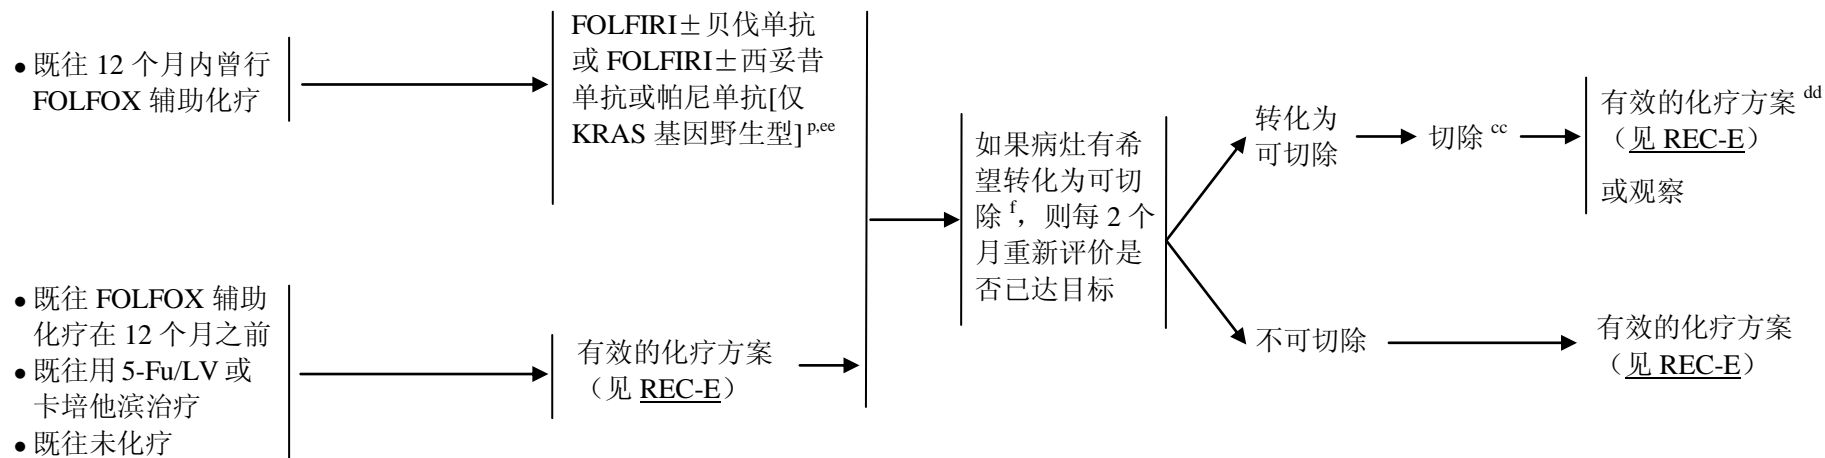 • 既往 12 个月内曾行
FOLFOX 辅助化疗
FOLFIRI±贝伐单抗
或 FOLFIRI±西妥昔
单抗或帕尼单抗[仅
KRAS 基因野生型] p,ee
• 既往 FOLFOX 辅助
化疗在 12 个月之前
• 既往用 5-Fu/LV 或
卡培他滨治疗
• 既往未化疗
有效的化疗方案
（见 REC-E）
如果病灶有希
望转化为可切
除 f，则每 2 个
月重新评价是
否已达目标
转化为
可切除
切除 cc
有效的化疗方案 dd
（见 REC-E）
或观察
不可切除
有效的化疗方案
（见 REC-E）